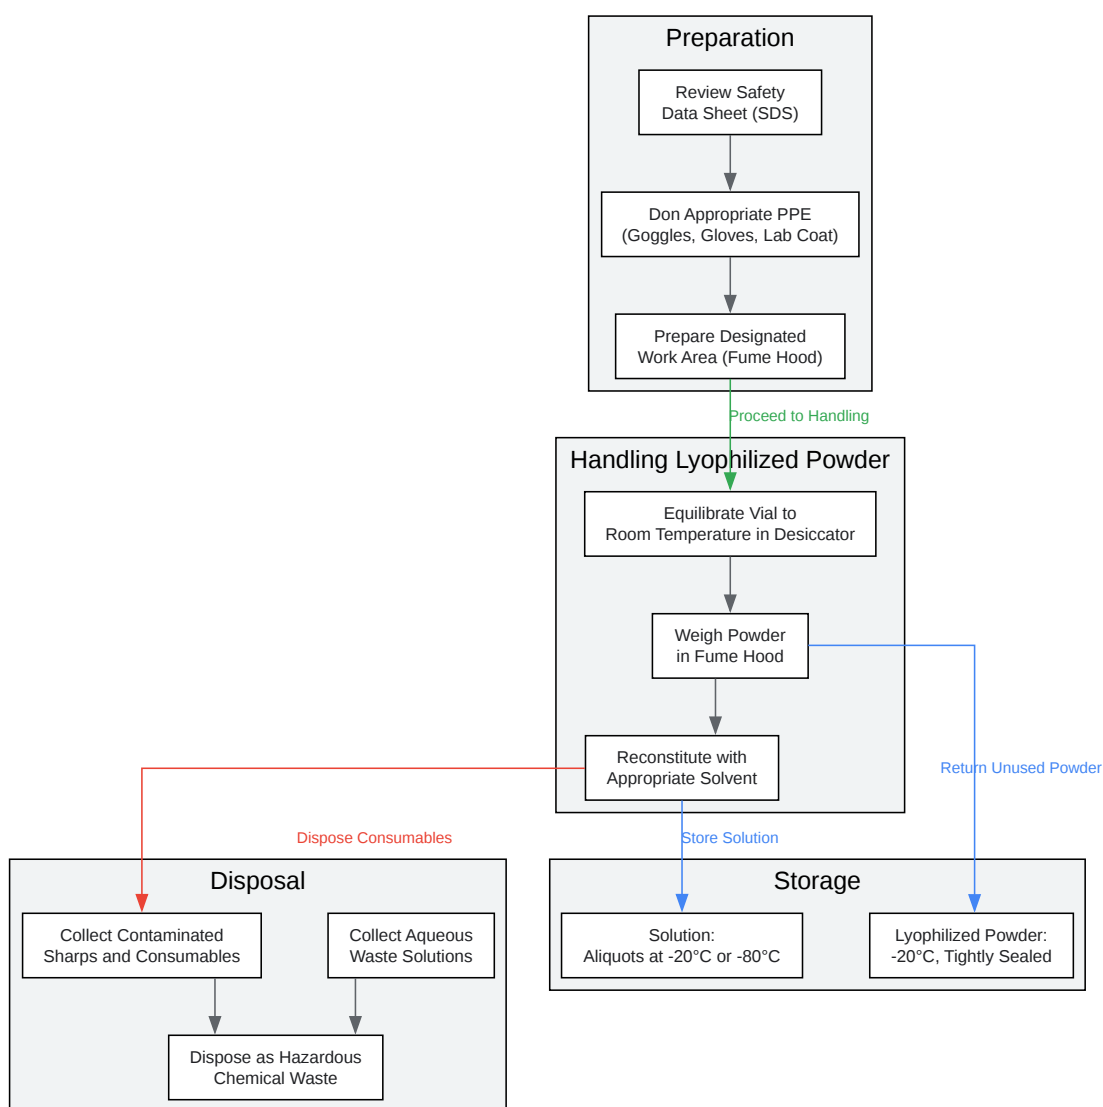 Preparation
Review Safety
Data Sheet (SDS)
Don Appropriate PPE
(Goggles, Gloves, Lab Coat)
Prepare Designated
Work Area (Fume Hood)
Proceed to Handling
Handling Lyophilized Powder
Equilibrate Vial to
Room Temperature in Desiccator
Weigh Powder
in Fume Hood
Reconstitute with
Appropriate Solvent
Return Unused Powder
Dispose Consumables
Store Solution
Disposal
Collect Contaminated
Sharps and Consumables
Collect Aqueous
Waste Solutions
Dispose as Hazardous
Chemical Waste
Storage
Solution:
Aliquots at -20°C or -80°C
Lyophilized Powder:
-20°C, Tightly Sealed